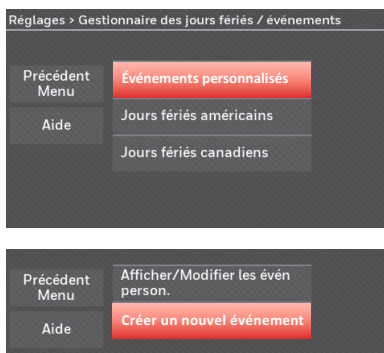 Réglages > Gestionnaire des jours fériés / événements
Précédent
Menu
Aide
Événements personnalisés
Jours fériés américains
Jours fériés canadiens
Précédent
Menu
Aide
Afficher/Modifier les évén
person.
Créer un nouvel événement